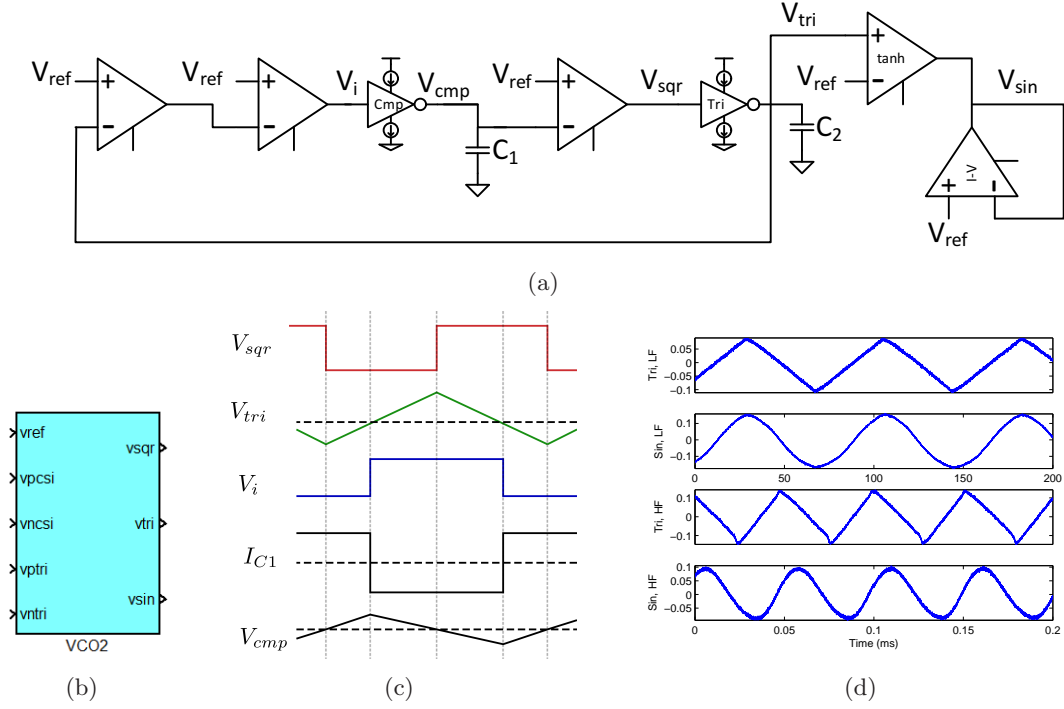 V_tri
V_ref + -
V_ref + -
V_i
Cmp
V_cmp
C_1
V_ref + -
V_sqr
Tri
C_2
+ tanh
V_ref -
V_sin
I-V
+ -
V_ref
(a)
vref
vpcsi
vncsi
vptri
vntri
vsqr
vtri
vsin
VCO2
(b)
V_sqr
V_tri
V_i
I_C1
V_cmp
(c)
Tri, LF
0.05
0
−0.05
−0.1
Sin, LF
0.1
0
−0.1
0 50 100 150 200
Tri, HF
0.1
0
−0.1
Sin, HF
0.1
0.05
0
−0.05
0 0.05 0.1 0.15 0.2
Time (ms)
(d)